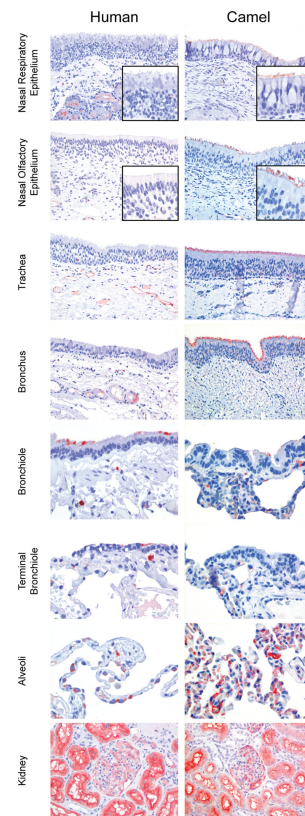 Human
Camel
Nasal Respiratory
Epithelium
Nasal Olfactory
Epithelium
Trachea
Bronchus
Bronchiole
Terminal
Bronchiole
Alveoli
Kidney